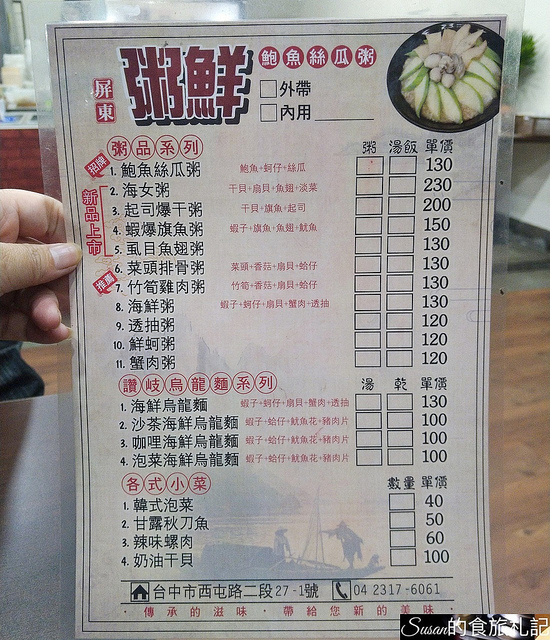 屏東 粥鮮 鮑魚絲瓜粥
□外帶
□內用
粥品系列 粥 湯飯 單價
招牌 1. 鮑魚絲瓜粥 鮑魚+蚵仔+絲瓜 130
新品上市
2. 海女粥 干貝+扇貝+魚翅+淡菜 230
3. 起司爆干粥 干貝+旗魚+起司 200
4. 蝦爆旗魚粥 蝦子+旗魚+魚翅+魷魚 150
5. 虱目魚翅粥 130
6. 菜頭排骨粥 菜頭+香菇+扇貝+蛤仔 130
推薦 7. 竹筍雞肉粥 竹筍+香菇+扇貝+蛤仔 130
8. 海鮮粥 蝦子+蚵仔+扇貝+蟹肉+透抽 130
9. 透抽粥 120
10. 鮮蚵粥 120
11. 蟹肉粥 120
讚岐烏龍麵系列 湯 乾 單價
1. 海鮮烏龍麵 蝦子+蚵仔+扇貝+蟹肉+透抽 130
2. 沙茶海鮮烏龍麵 蝦子+蛤仔+魷魚花+豬肉片 100
3. 咖哩海鮮烏龍麵 蝦子+蛤仔+魷魚花+豬肉片 100
4. 泡菜海鮮烏龍麵 蝦子+蛤仔+魷魚花+豬肉片 100
各式小菜 數量 單價
1. 韓式泡菜 40
2. 甘露秋刀魚 50
3. 辣味螺肉 60
4. 奶油干貝 100
台中市西屯路二段27-1號 04 2317-6061
·傳承的滋味·帶給您新的美味·
Susan的食旅札記